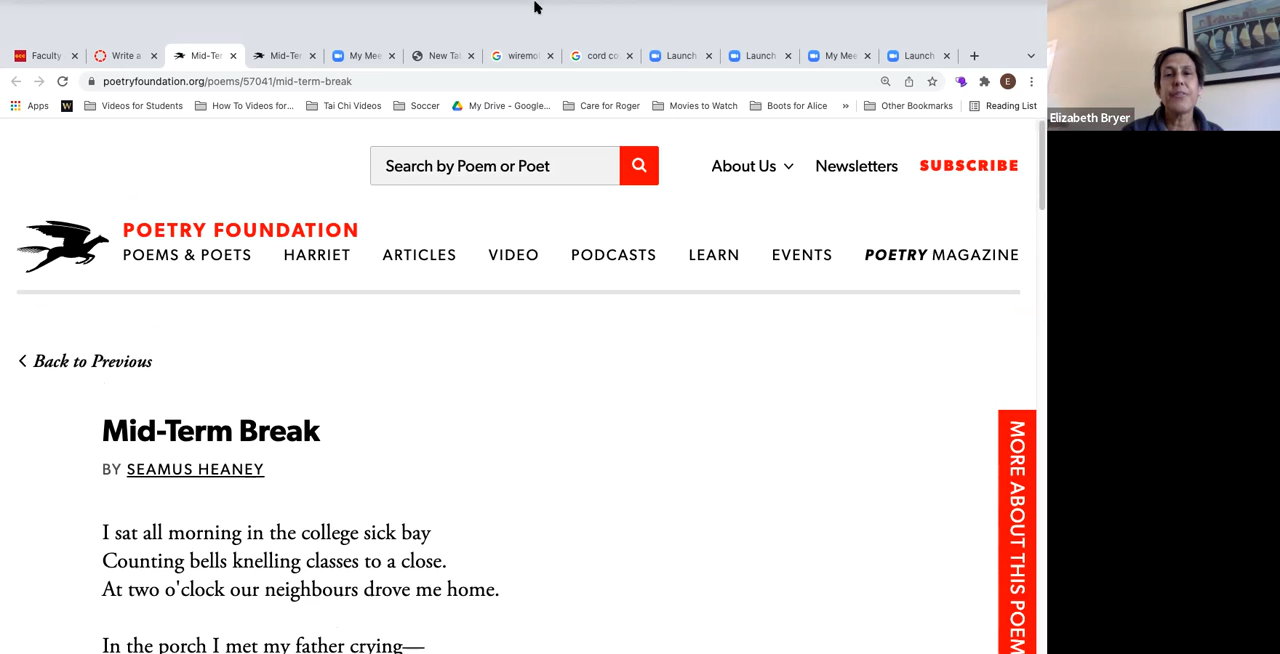 Faculty
Write a
Mid-Ter
Mid-Ter
My Mee
New Tal
wiremol
cord co
Launch
Launch
My Mee
Launch
poetryfoundation.org/poems/57041/mid-term-break
E
Apps
W
Videos for Students
How To Videos for...
Tai Chi Videos
Soccer
My Drive - Google...
Care for Roger
Movies to Watch
Boots for Alice
»
Other Bookmarks
Reading List
Elizabeth Bryer
Search by Poem or Poet
About Us
Newsletters
SUBSCRIBE
POETRY FOUNDATION
POEMS & POETS
HARRIET
ARTICLES
VIDEO
PODCASTS
LEARN
EVENTS
POETRY MAGAZINE
Back to Previous
Mid-Term Break
BY SEAMUS HEANEY
I sat all morning in the college sick bay
Counting bells knelling classes to a close.
At two o'clock our neighbours drove me home.
In the porch I met my father crying—
MORE ABOUT THIS POEM